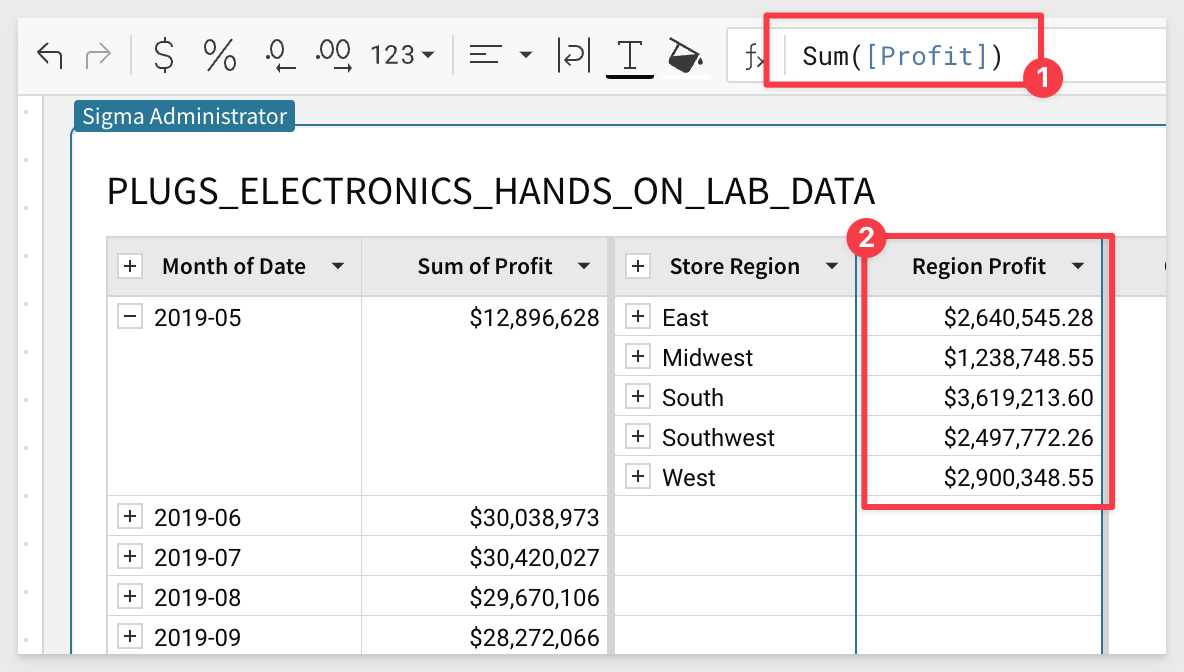 $ % .0 .00 123 T fx Sum([Profit])
1
Sigma Administrator
PLUGS_ELECTRONICS_HANDS_ON_LAB_DATA
2
Month of Date Sum of Profit Store Region Region Profit
2019-05 $12,896,628 East $2,640,545.28
Midwest $1,238,748.55
South $3,619,213.60
Southwest $2,497,772.26
West $2,900,348.55
2019-06 $30,038,973
2019-07 $30,420,027
2019-08 $29,670,106
2019-09 $28,272,066